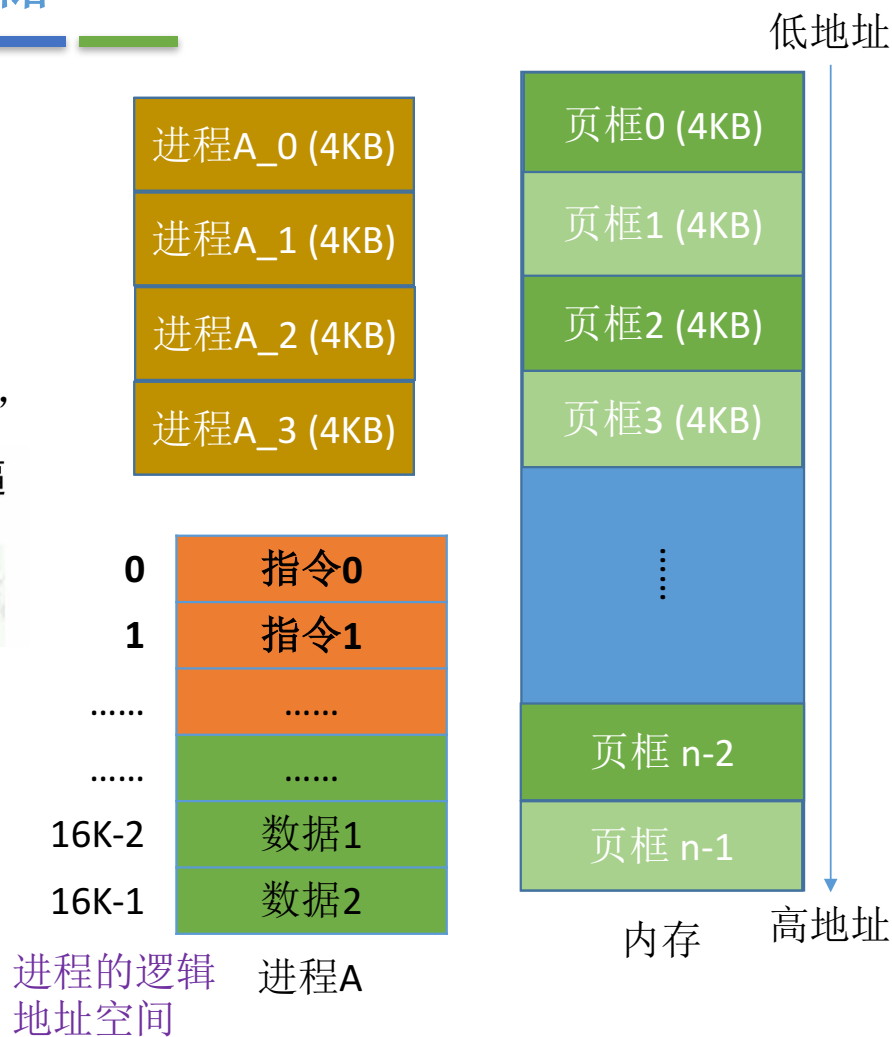 低地址
进程A_0 (4KB)
进程A_1 (4KB)
进程A_2 (4KB)
进程A_3 (4KB)
,
页框0 (4KB)
页框1 (4KB)
页框2 (4KB)
页框3 (4KB)
……
页框 n-2
页框 n-1
内存
高地址
0 指令0
1 指令1
…… ……
…… ……
16K-2 数据1
16K-1 数据2
进程的逻辑
地址空间
进程A